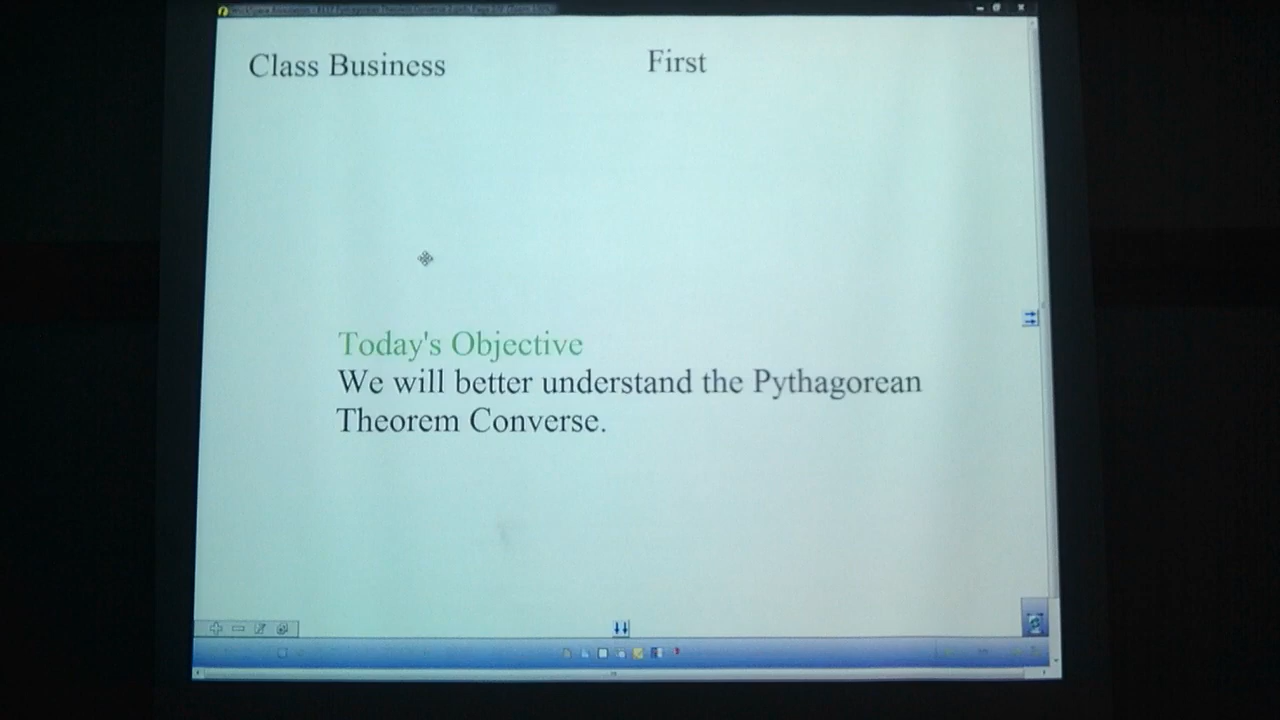 Class Business
First
Today's Objective
We will better understand the Pythagorean
Theorem Converse.